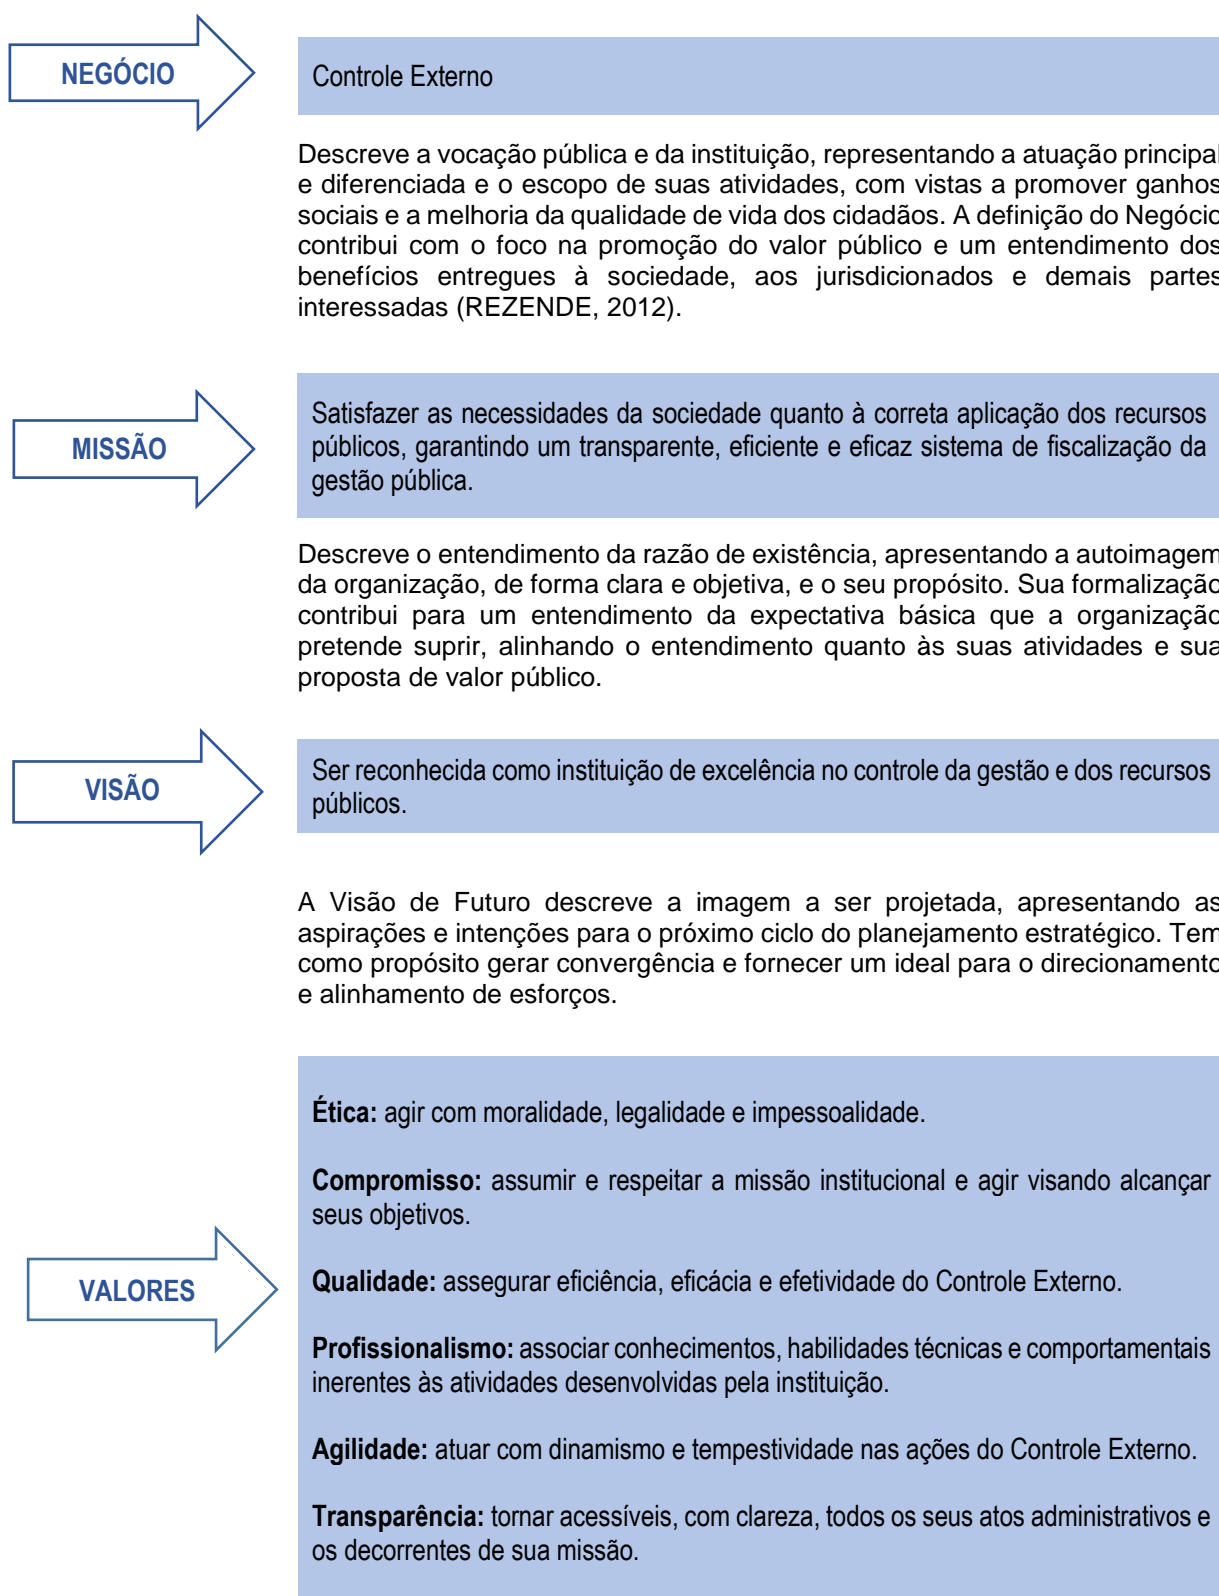 NEGÓCIO
Controle Externo
Descreve a vocação pública e da instituição, representando a atuação principal
e diferenciada e o escopo de suas atividades, com vistas a promover ganhos
sociais e a melhoria da qualidade de vida dos cidadãos. A definição do Negócio
contribui com o foco na promoção do valor público e um entendimento dos
benefícios entregues à sociedade, aos jurisdicionados e demais partes
interessadas (REZENDE, 2012).
MISSÃO
Satisfazer as necessidades da sociedade quanto à correta aplicação dos recursos
públicos, garantindo um transparente, eficiente e eficaz sistema de fiscalização da
gestão pública.
Descreve o entendimento da razão de existência, apresentando a autoimagem
da organização, de forma clara e objetiva, e o seu propósito. Sua formalização
contribui para um entendimento da expectativa básica que a organização
pretende suprir, alinhando o entendimento quanto às suas atividades e sua
proposta de valor público.
VISÃO
Ser reconhecida como instituição de excelência no controle da gestão e dos recursos
públicos.
A Visão de Futuro descreve a imagem a ser projetada, apresentando as
aspirações e intenções para o próximo ciclo do planejamento estratégico. Tem
como propósito gerar convergência e fornecer um ideal para o direcionamento
e alinhamento de esforços.
VALORES
Ética: agir com moralidade, legalidade e impessoalidade.
Compromisso: assumir e respeitar a missão institucional e agir visando alcançar
seus objetivos.
Qualidade: assegurar eficiência, eficácia e efetividade do Controle Externo.
Profissionalismo: associar conhecimentos, habilidades técnicas e comportamentais
inerentes às atividades desenvolvidas pela instituição.
Agilidade: atuar com dinamismo e tempestividade nas ações do Controle Externo.
Transparência: tornar acessíveis, com clareza, todos os seus atos administrativos e
os decorrentes de sua missão.